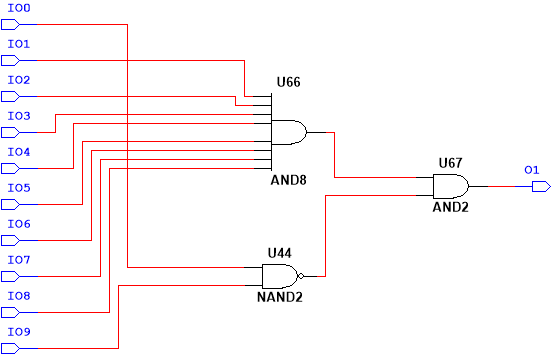 IO0
IO1
IO2
IO3
IO4
IO5
IO6
IO7
IO8
IO9
U66
AND8
U44
NAND2
U67
AND2
O1